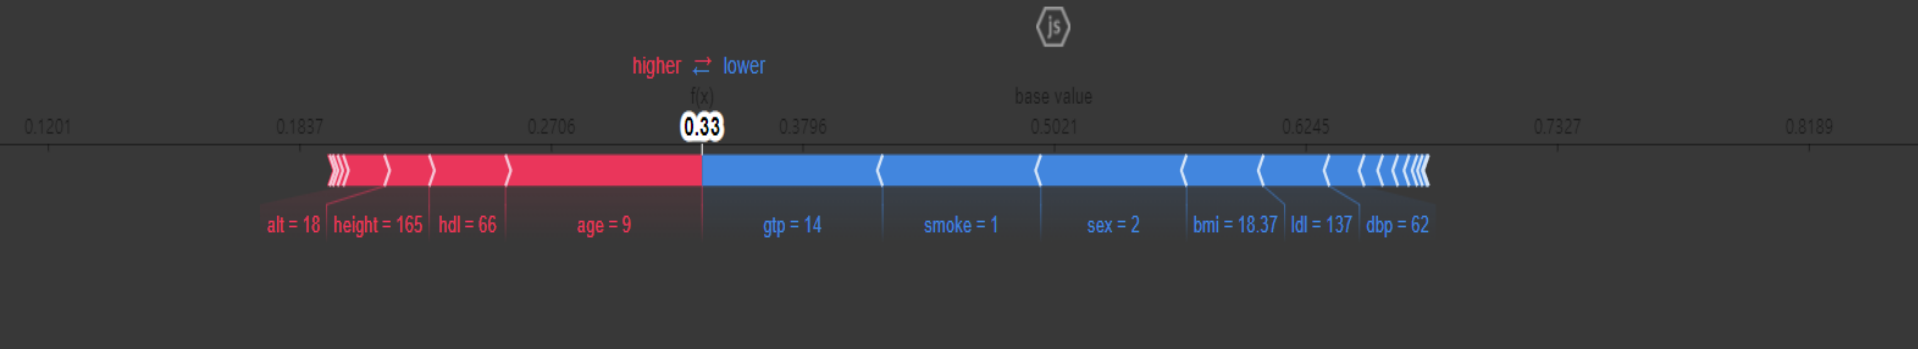 js
higher lower
f(x) base value
0.1201 0.1837 0.2706 0.33 0.3796 0.5021 0.6245 0.7327 0.8189
alt = 18 height = 165 hdl = 66 age = 9 gtp = 14 smoke = 1 sex = 2 bmi = 18.37 ldl = 137 dbp = 62